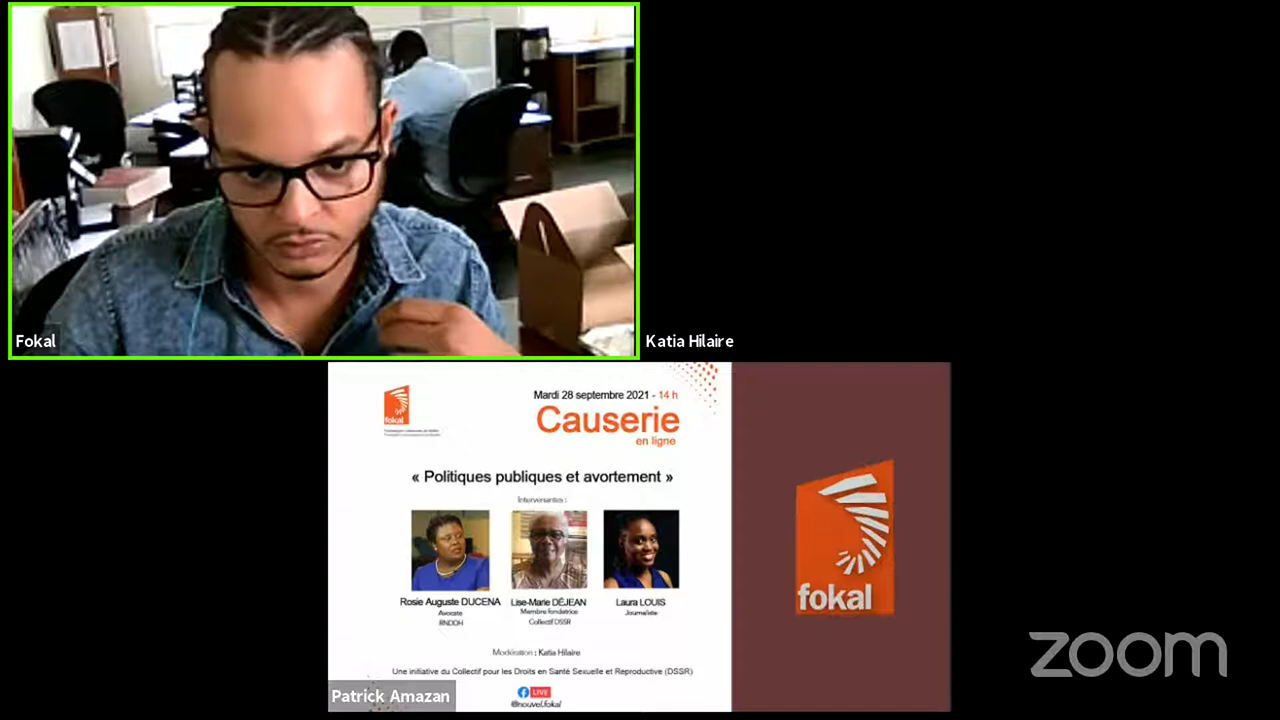 Fokal
Katia Hilaire
fokal
Mardi 28 septembre 2021 - 14 h
Causerie
en ligne
« Politiques publiques et avortement »
Intervenantes :
Rosie Auguste DUCENA
Avocate
RNDDH
Lise-Marie DÉJEAN
Membre fondatrice
Collectif DSSR
Laura LOUIS
Journaliste
Modération : Katia Hilaire
Une initiative du Collectif pour les Droits en Santé Sexuelle et Reproductive (DSSR)
LIVE
@nouvelfokal
Patrick Amazan
fokal
zoom